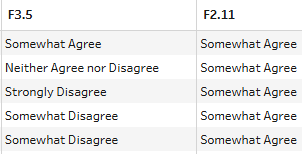 F3.5 F2.11
Somewhat Agree Somewhat Agree
Neither Agree nor Disagree Somewhat Agree
Strongly Disagree Somewhat Agree
Somewhat Disagree Somewhat Agree
Somewhat Disagree Somewhat Agree